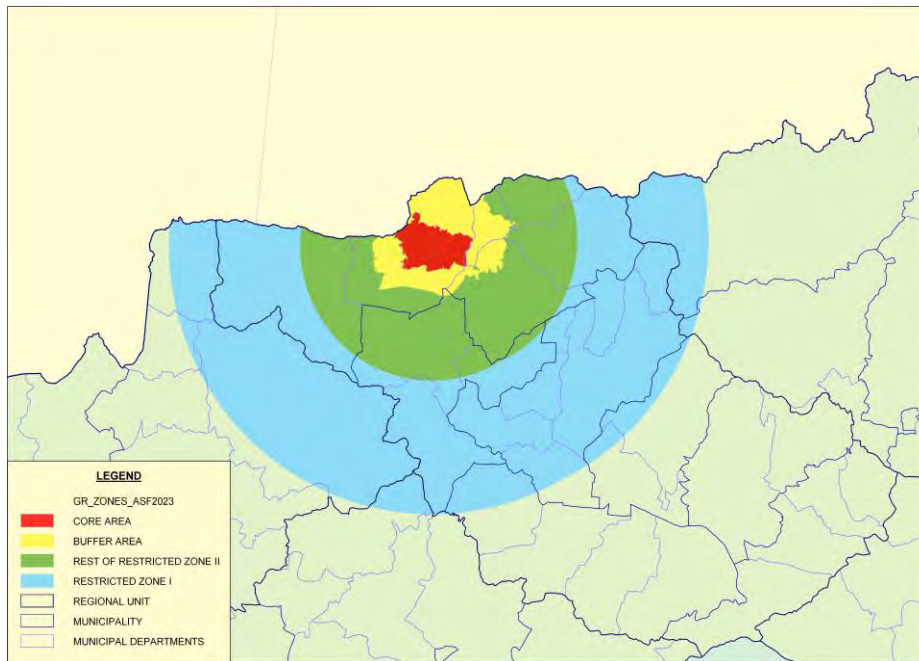 LEGEND
GR_ZONES_ASF2023
CORE AREA
BUFFER AREA
REST OF RESTRICTED ZONE II
RESTRICTED ZONE I
REGIONAL UNIT
MUNICIPALITY
MUNICIPAL DEPARTMENTS